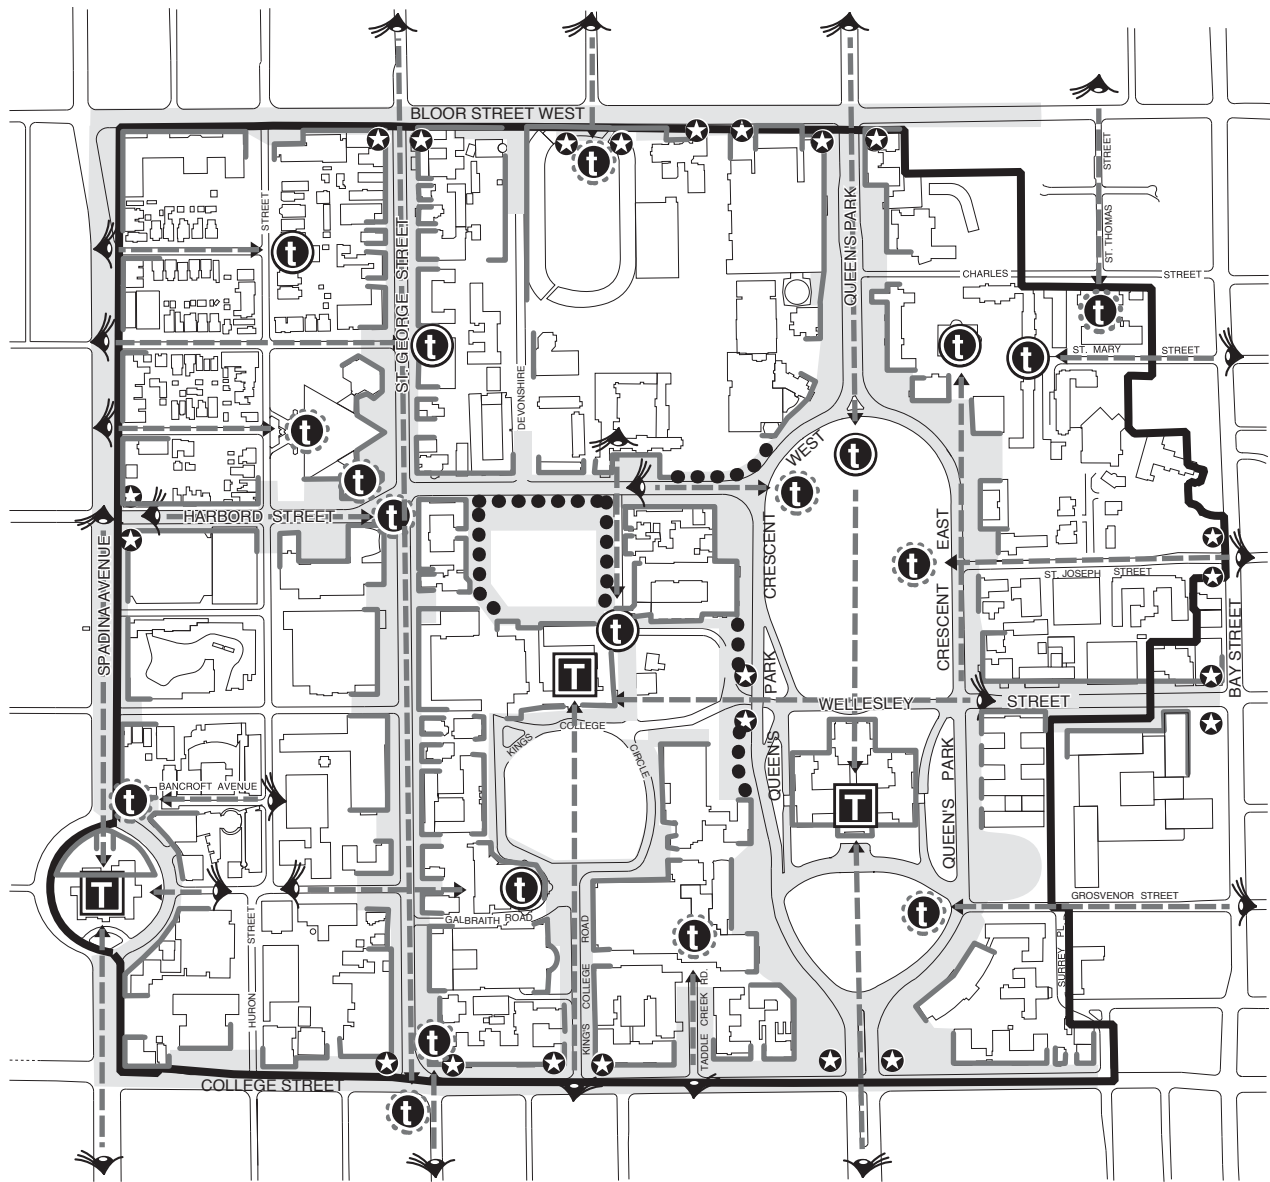 BLOOR STREET WEST
STREET
STREET
ST. THOMAS
QUEEN'S PARK
ST. GEORGE STREET
CHARLES
STREET
t
t
t
t
t
t
ST. MARY
STREET
DEVONSHIRE
t
WEST
t
t
t
HARBORD STREET
t
CRESCENT
CRESCENT EAST
t
SPADINA AVENUE
ST. JOSEPH STREET
BAY STREET
t
T
PARK
WELLESLEY
STREET
COLLEGE
KING'S
CIRCLE
QUEEN'S
QUEEN'S PARK
BANCROFT AVENUE
t
T
T
t
GROSVENOR STREET
t
GALBRAITH ROAD
HURON STREET
KING'S COLLEGE ROAD
t
TADDLE CREEK RD.
SURREY PL.
t
COLLEGE STREET
t